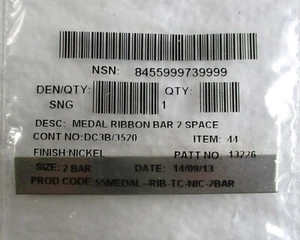 NSN: 8455999739999
DEN/QTY: QTY:
SNG 1
DESC: MEDAL RIBBON BAR 2 SPACE
CONT NO:DC3B/3520 ITEM: 44
FINISH:NICKEL PATT NO: 13226
SIZE: 2 BAR DATE: 14/09/13
PROD CODE :55MEDAL--RIB-TC-NIC-2BAR